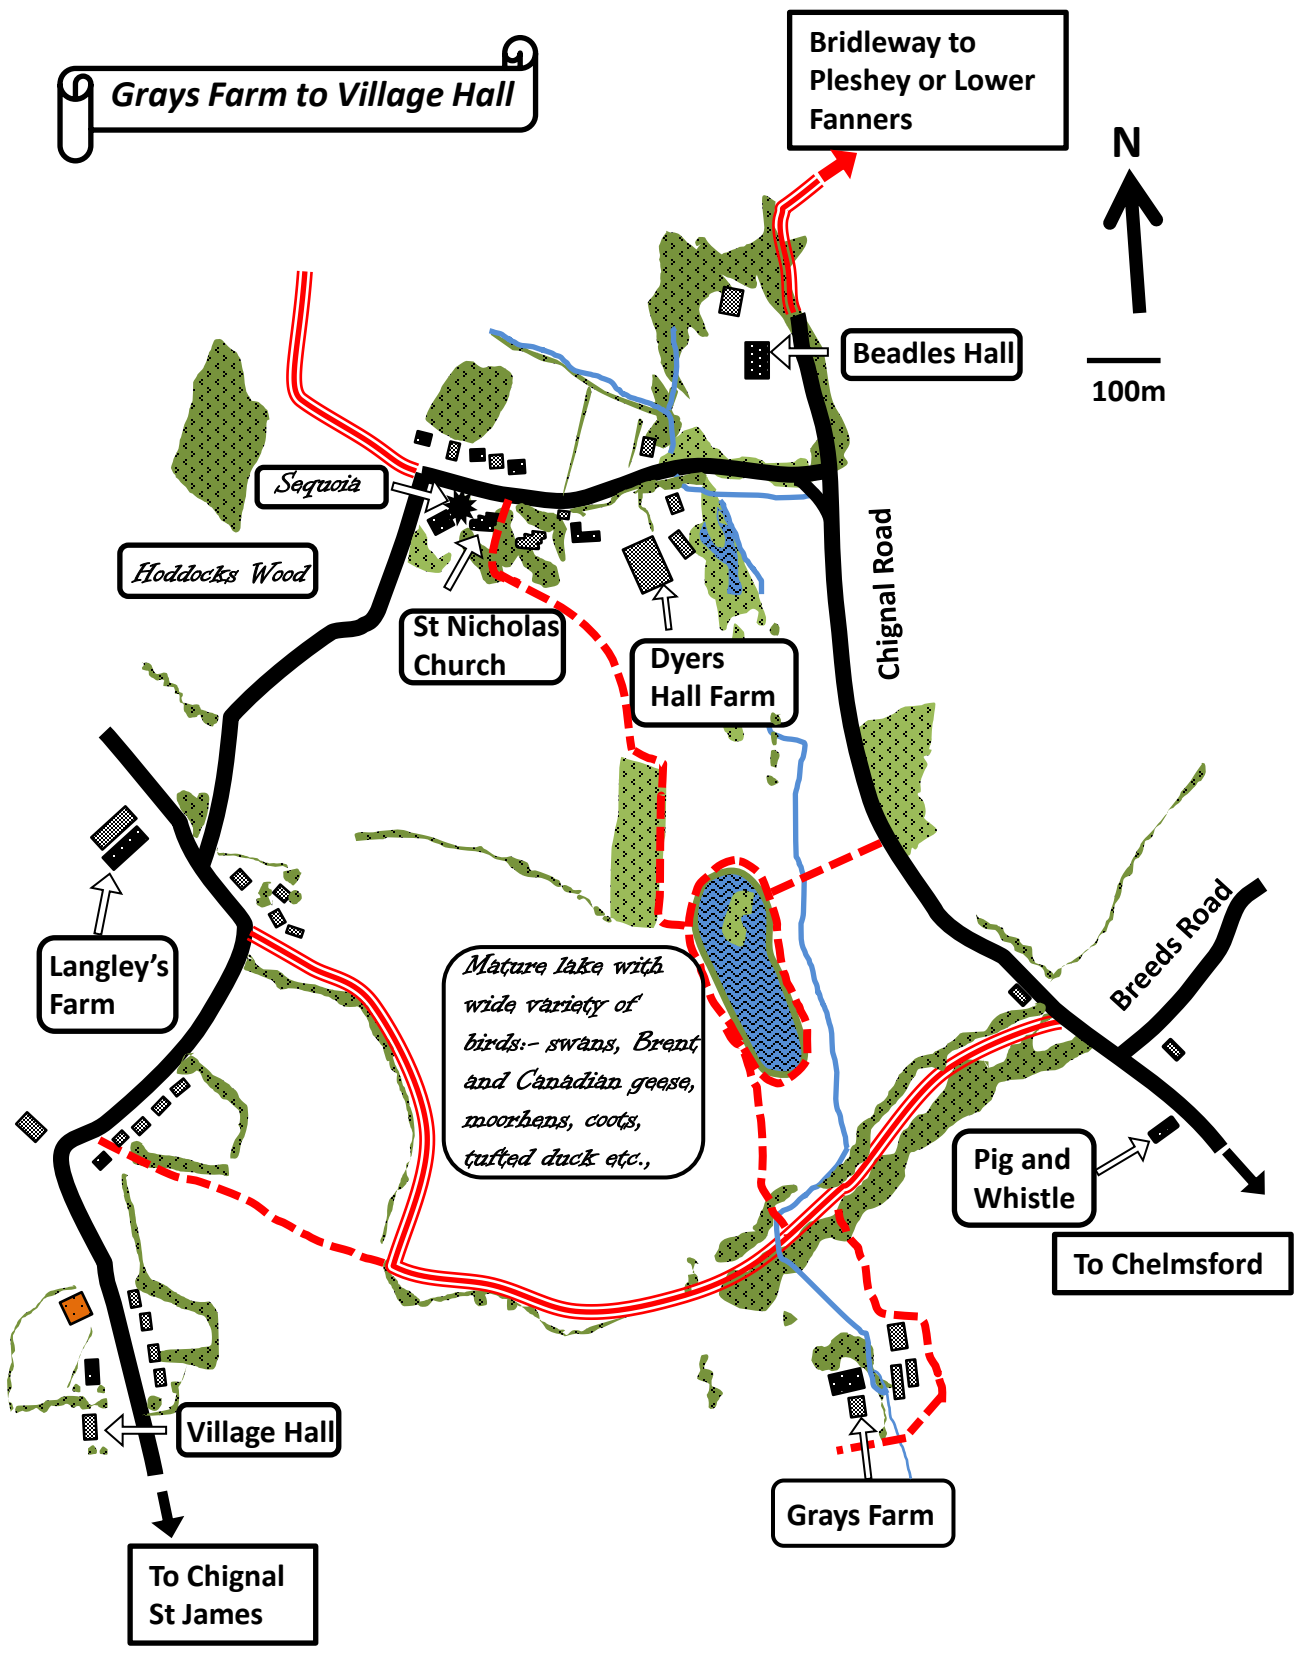 Grays Farm to Village Hall
Bridleway to
Pleshey or Lower
Fanners
N
100m
Beadles Hall
Sequoia
Hoddocks Wood
St Nicholas
Church
Dyers
Hall Farm
Chignal Road
Langley's
Farm
Mature lake with
wide variety of
birds:- swans, Brent
and Canadian geese,
moorhens, coots,
tufted duck etc.,
Breeds Road
Pig and
Whistle
To Chelmsford
Village Hall
Grays Farm
To Chignal
St James